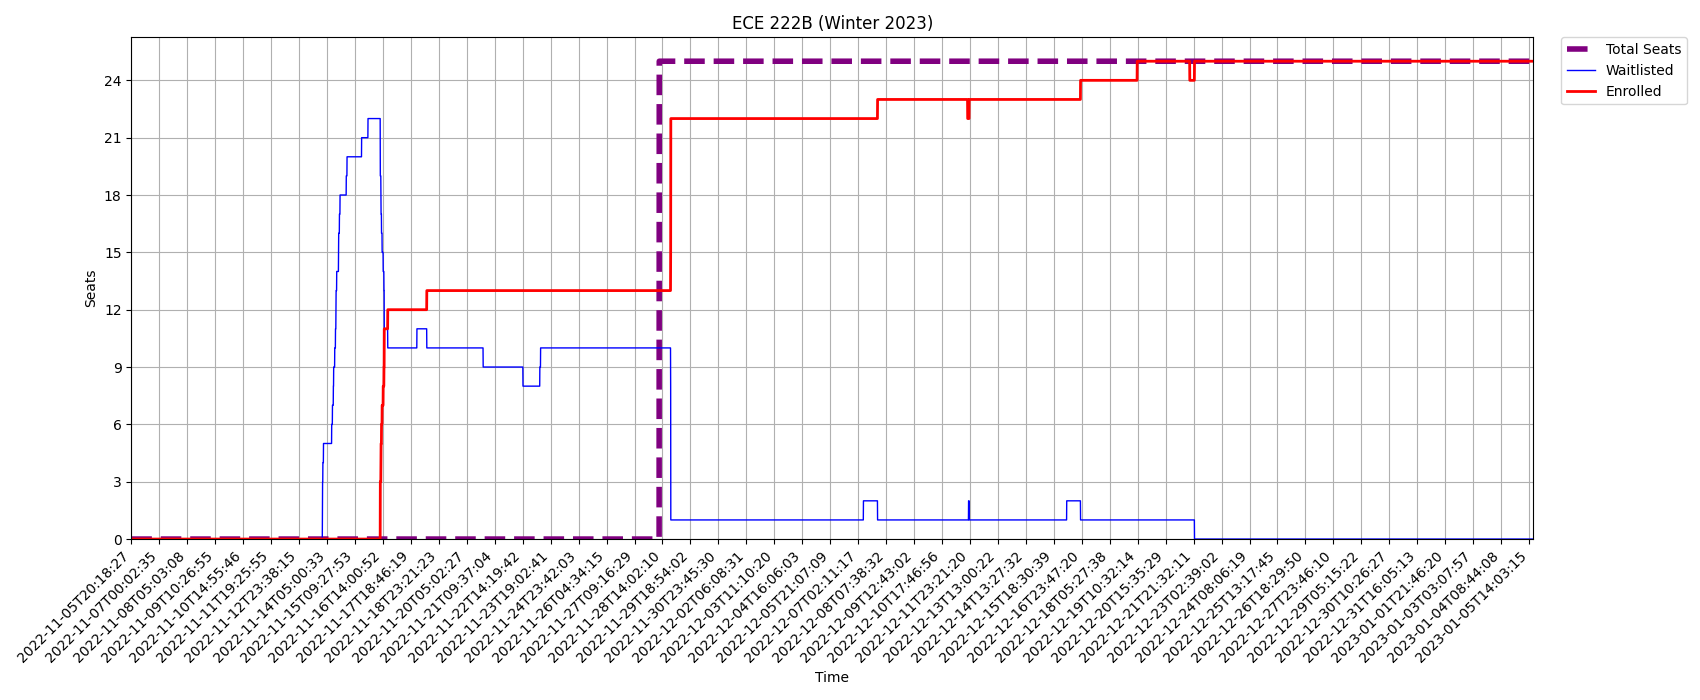 ECE 222B (Winter 2023)
Total Seats
Waitlisted
Enrolled
Seats
24
21
18
15
12
9
6
3
0
2022-11-05T20:18:27
2022-11-07T00:02:35
2022-11-08T05:03:08
2022-11-09T10:26:55
2022-11-10T14:55:46
2022-11-11T19:25:55
2022-11-12T23:38:15
2022-11-14T05:00:33
2022-11-15T09:27:53
2022-11-16T14:00:52
2022-11-17T18:46:19
2022-11-18T23:21:23
2022-11-20T05:02:27
2022-11-21T09:37:04
2022-11-22T14:19:42
2022-11-23T19:02:41
2022-11-24T23:42:03
2022-11-26T04:34:15
2022-11-27T09:16:29
2022-11-28T14:02:10
2022-11-29T18:54:02
2022-11-30T23:45:30
2022-12-02T06:08:31
2022-12-03T11:10:20
2022-12-04T16:06:03
2022-12-05T21:07:09
2022-12-07T02:11:17
2022-12-08T07:38:32
2022-12-09T12:43:02
2022-12-10T17:46:56
2022-12-11T23:21:20
2022-12-13T13:00:22
2022-12-14T13:27:32
2022-12-15T18:30:39
2022-12-16T23:47:20
2022-12-18T05:27:38
2022-12-19T10:32:14
2022-12-20T15:35:29
2022-12-21T21:32:11
2022-12-23T02:39:02
2022-12-24T08:06:19
2022-12-25T13:17:45
2022-12-26T18:29:50
2022-12-27T23:46:10
2022-12-29T05:15:22
2022-12-30T10:26:27
2022-12-31T16:05:13
2023-01-01T21:46:20
2023-01-03T03:07:57
2023-01-04T08:44:08
2023-01-05T14:03:15
Time